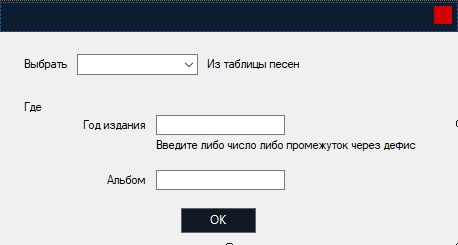 Выбрать Из таблицы песен
Где
Год издания
Введите либо число либо промежуток через дефис
Альбом
OK